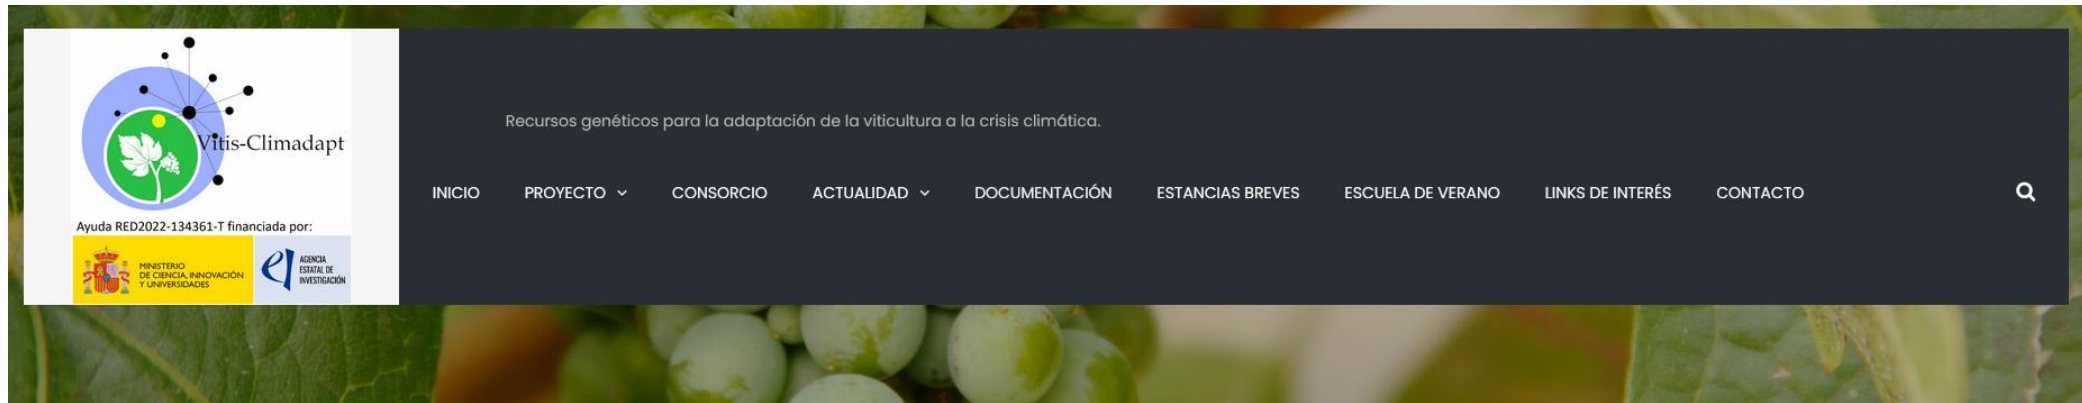 Vitis-Climadapt
Ayuda RED2022-134361-T financiada por:
MINISTERIO
DE CIENCIA, INNOVACIÓN
Y UNIVERSIDADES
AGENCIA
ESTATAL DE
INVESTIGACIÓN
Recursos genéticos para la adaptación de la viticultura a la crisis climática.
INICIO PROYECTO CONSORCIO ACTUALIDAD DOCUMENTACIÓN ESTANCIAS BREVES ESCUELA DE VERANO LINKS DE INTERÉS CONTACTO